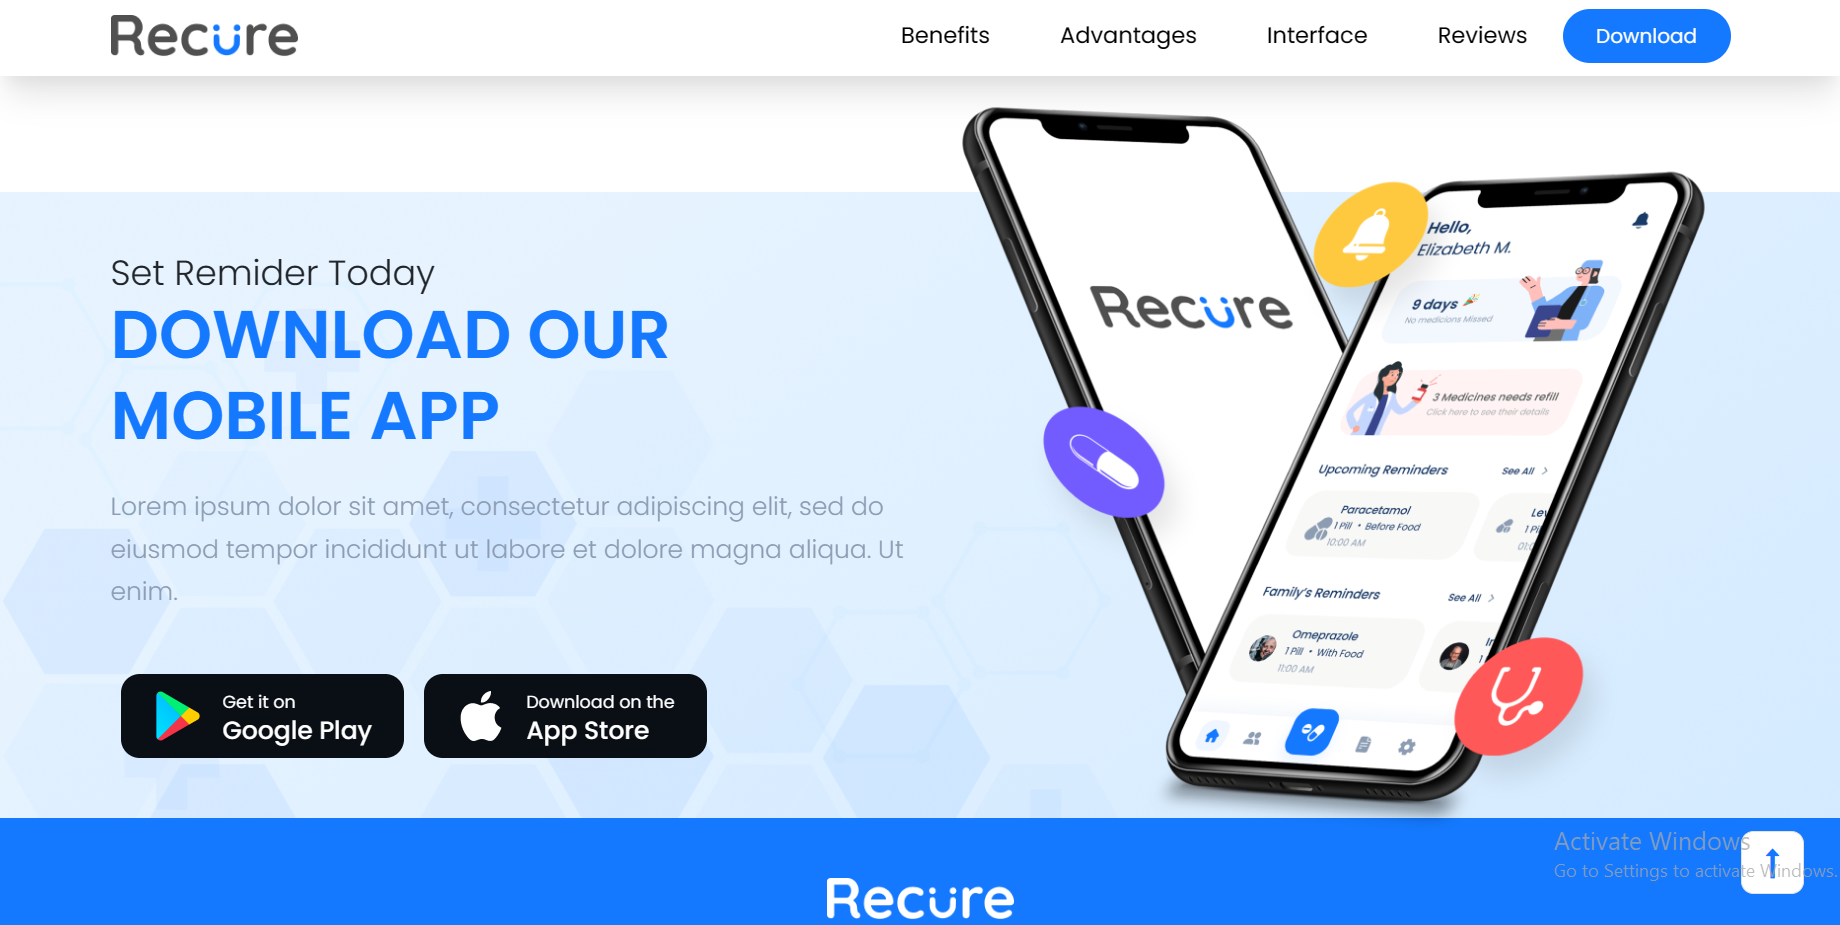 Recure
Benefits
Advantages
Interface
Reviews
Download
Set Remider Today
DOWNLOAD OUR
MOBILE APP
Lorem ipsum dolor sit amet, consectetur adipiscing elit, sed do
eiusmod tempor incididunt ut labore et dolore magna aliqua. Ut
enim.
Get it on
Google Play
Download on the
App Store
Recure
Hello,
Elizabeth M.
9 days
No medicions Missed
3 Medicines needs refill
Click here to see their details
Upcoming Reminders
See All
Paracetamol
1 Pill • Before Food
10:00 AM
Family's Reminders
See All
Omeprazole
1 Pill • With Food
11:00 AM
Activate Windows
Go to Settings to activate Windows.
Recure